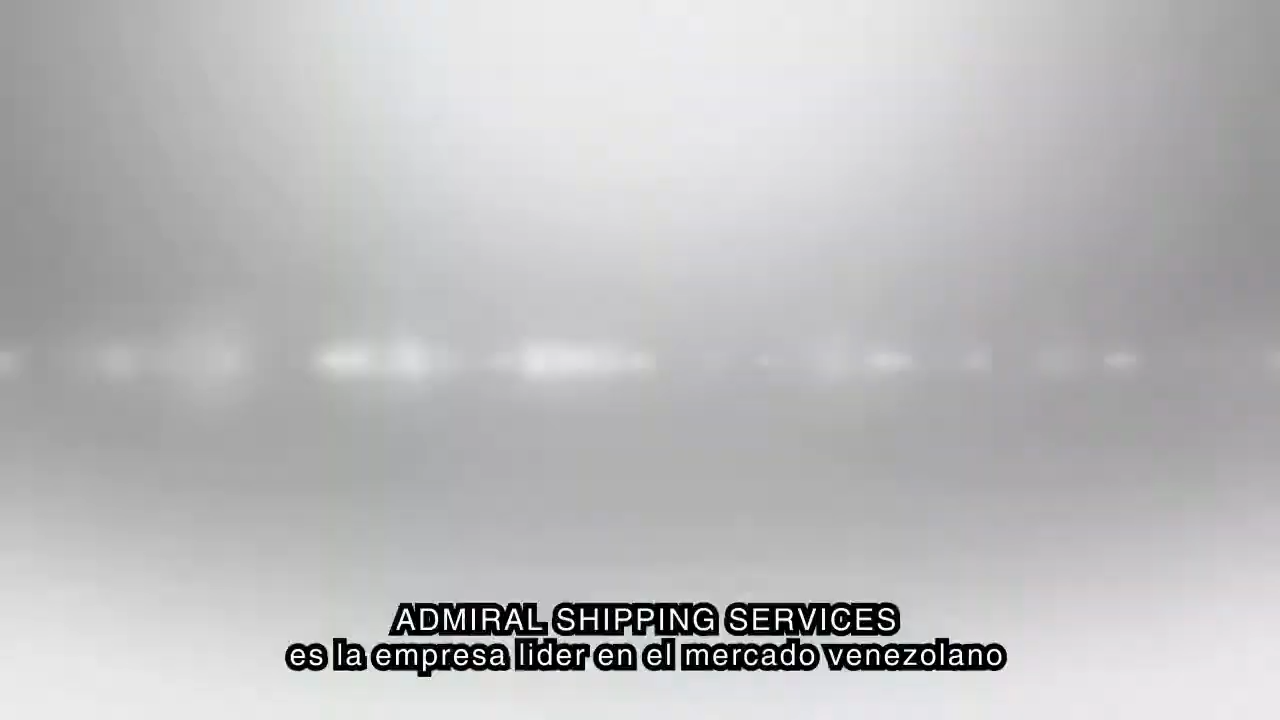 ADMIRAL SHIPPING SERVICES
es la empresa lider en el mercado venezolano